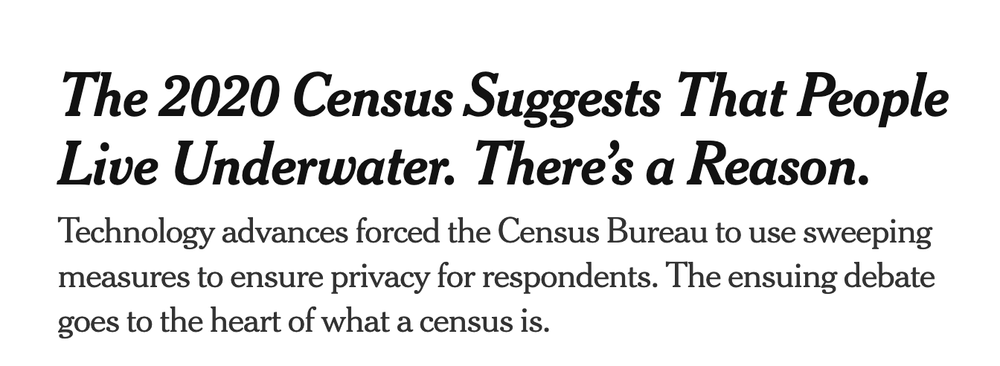 The 2020 Census Suggests That People
Live Underwater. There’s a Reason.
Technology advances forced the Census Bureau to use sweeping
measures to ensure privacy for respondents. The ensuing debate
goes to the heart of what a census is.